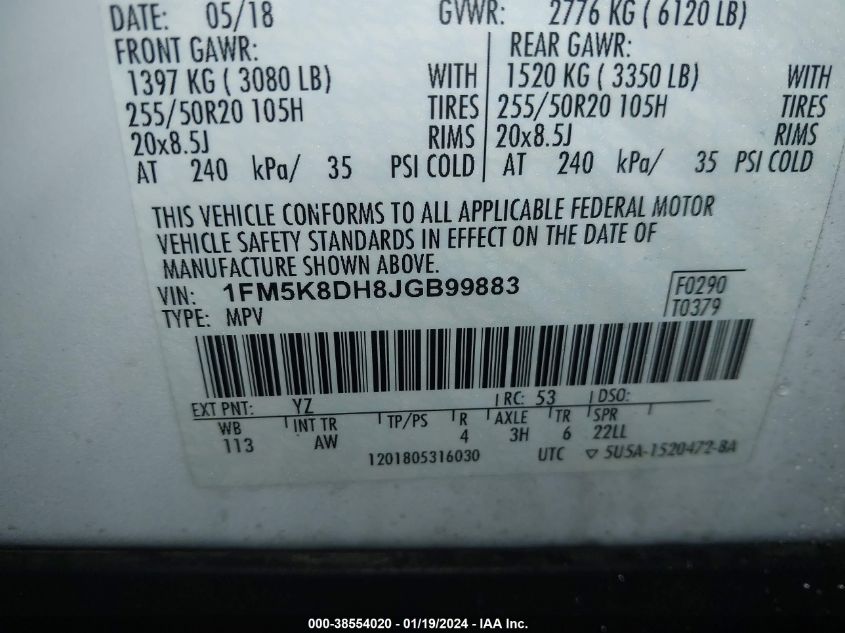 DATE: 05/18 GVWR: 2776 KG ( 6120 LB)
FRONT GAWR: REAR GAWR:
1397 KG ( 3080 LB) WITH 1520 KG ( 3350 LB) WITH
255/50R20 105H TIRES 255/50R20 105H TIRES
20x8.5J RIMS 20x8.5J RIMS
AT 240 kPa/ 35 PSI COLD AT 240 kPa/ 35 PSI COLD
THIS VEHICLE CONFORMS TO ALL APPLICABLE FEDERAL MOTOR
VEHICLE SAFETY STANDARDS IN EFFECT ON THE DATE OF
MANUFACTURE SHOWN ABOVE.
VIN: 1FM5K8DH8JGB99883 F0290
TYPE: MPV T0379
EXT PNT: YZ RC: 53 DSO:
WB INT TR TP/PS R AXLE TR SPR
113 AW 4 3H 6 22LL
1201805316030 UTC ▽ 5U5A-1520472-8A
000-38554020 - 01/19/2024 - IAA Inc.